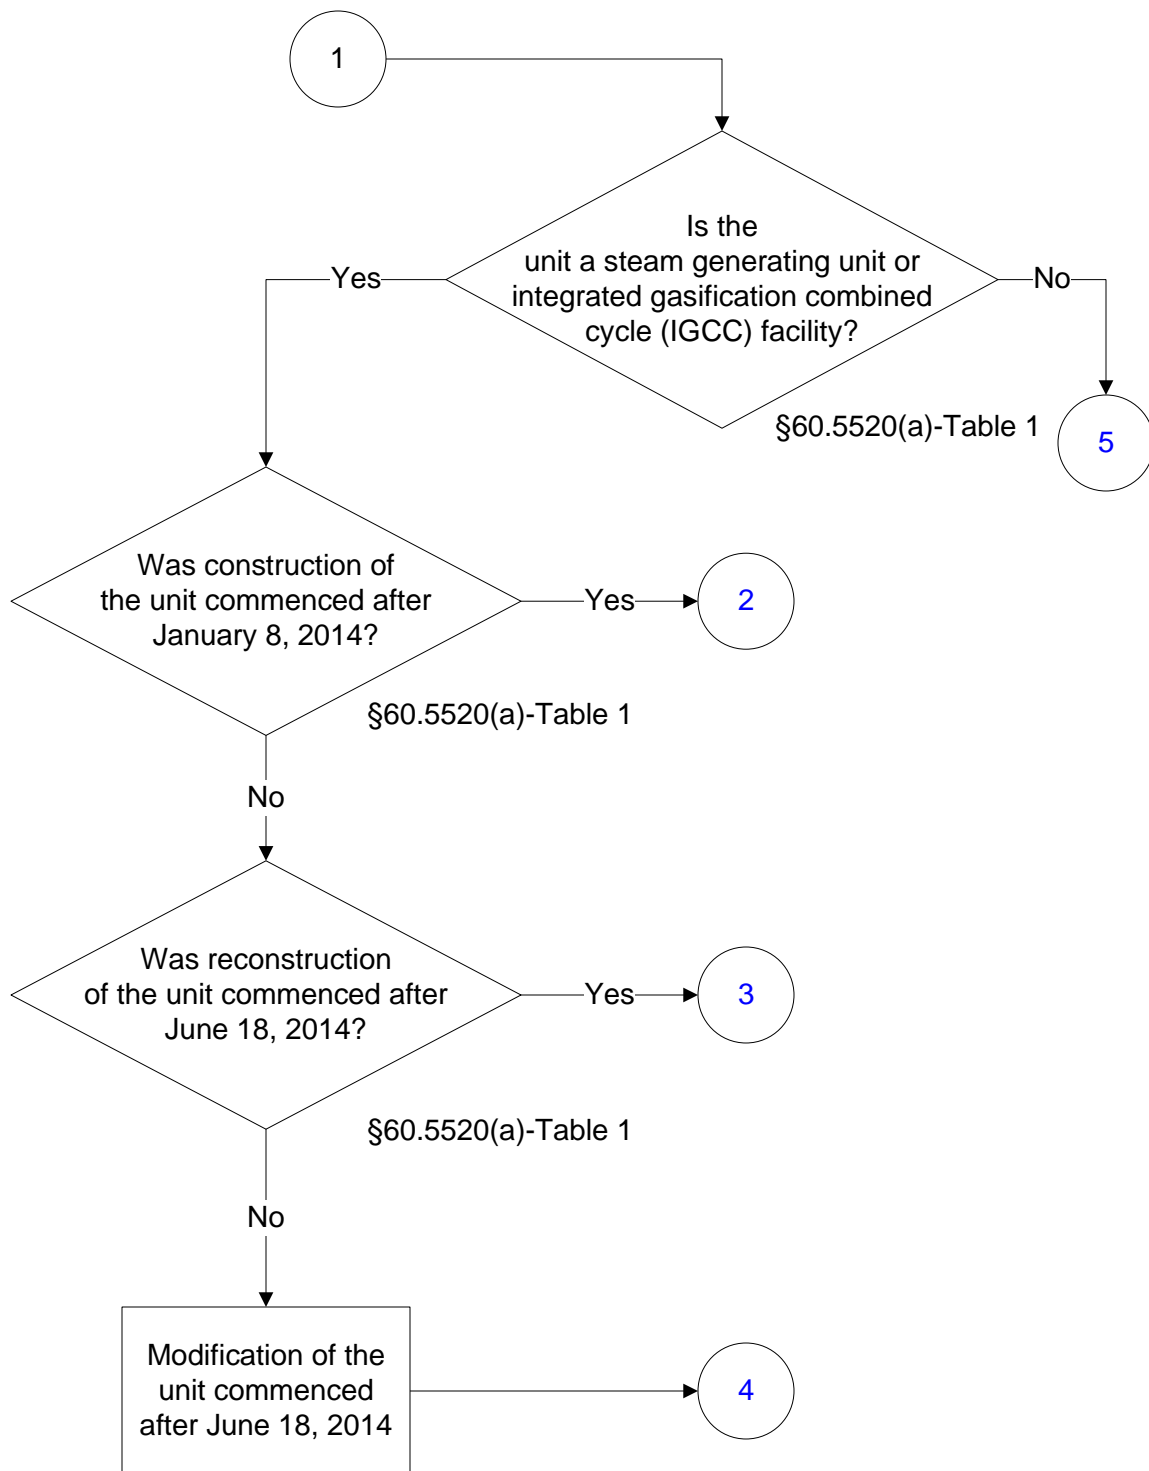 1
Is the
unit a steam generating unit or
integrated gasification combined
cycle (IGCC) facility?
Yes
No
§60.5520(a)-Table 1
5
Was construction of
the unit commenced after
January 8, 2014?
Yes
2
§60.5520(a)-Table 1
No
Was reconstruction
of the unit commenced after
June 18, 2014?
Yes
3
§60.5520(a)-Table 1
No
Modification of the
unit commenced
after June 18, 2014
4